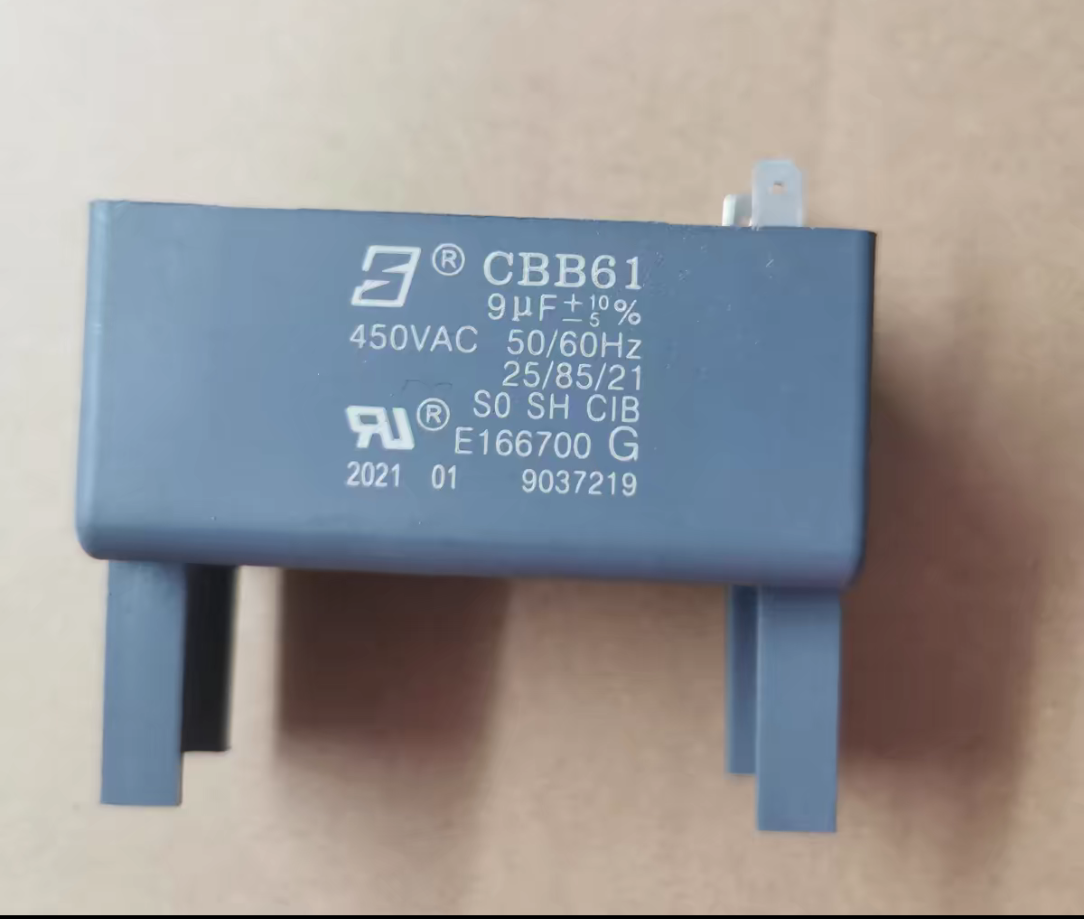 ® CBB61
9µF±10/5%
450VAC 50/60Hz
25/85/21
S0 SH CIB
® E166700 G
2021 01 9037219